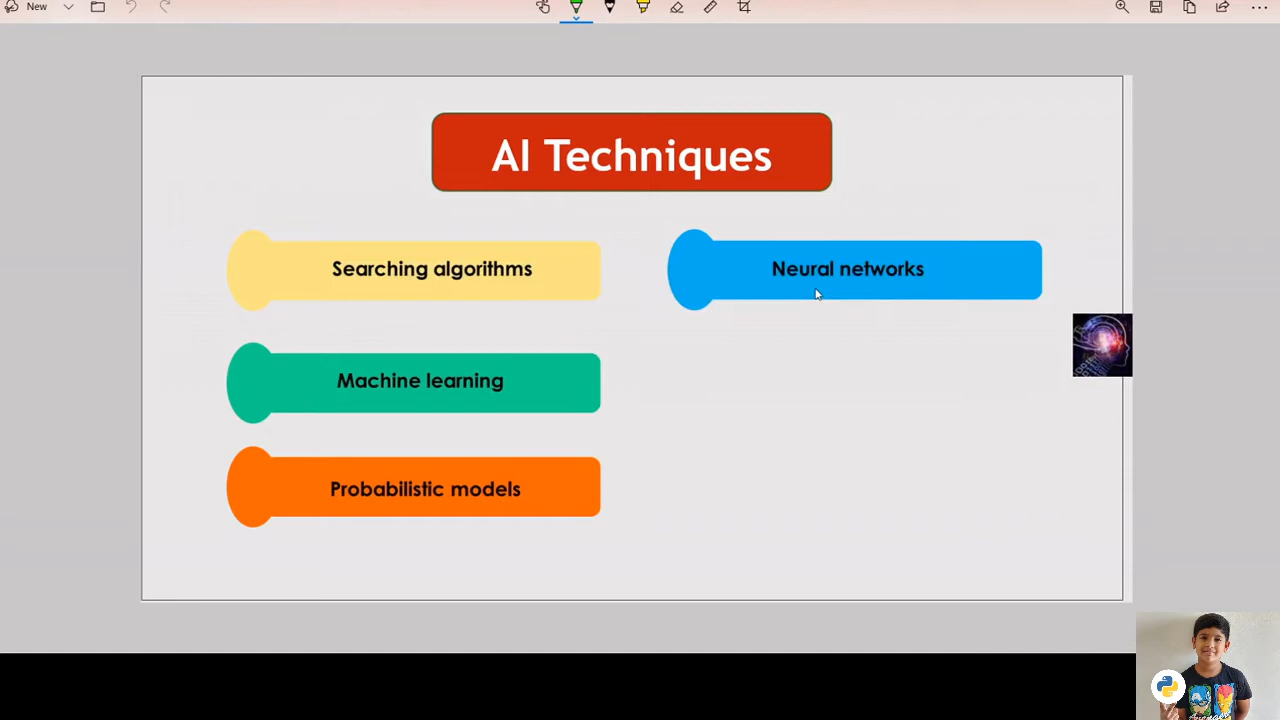 New
AI Techniques
Searching algorithms
Neural networks
Machine learning
Probabilistic models